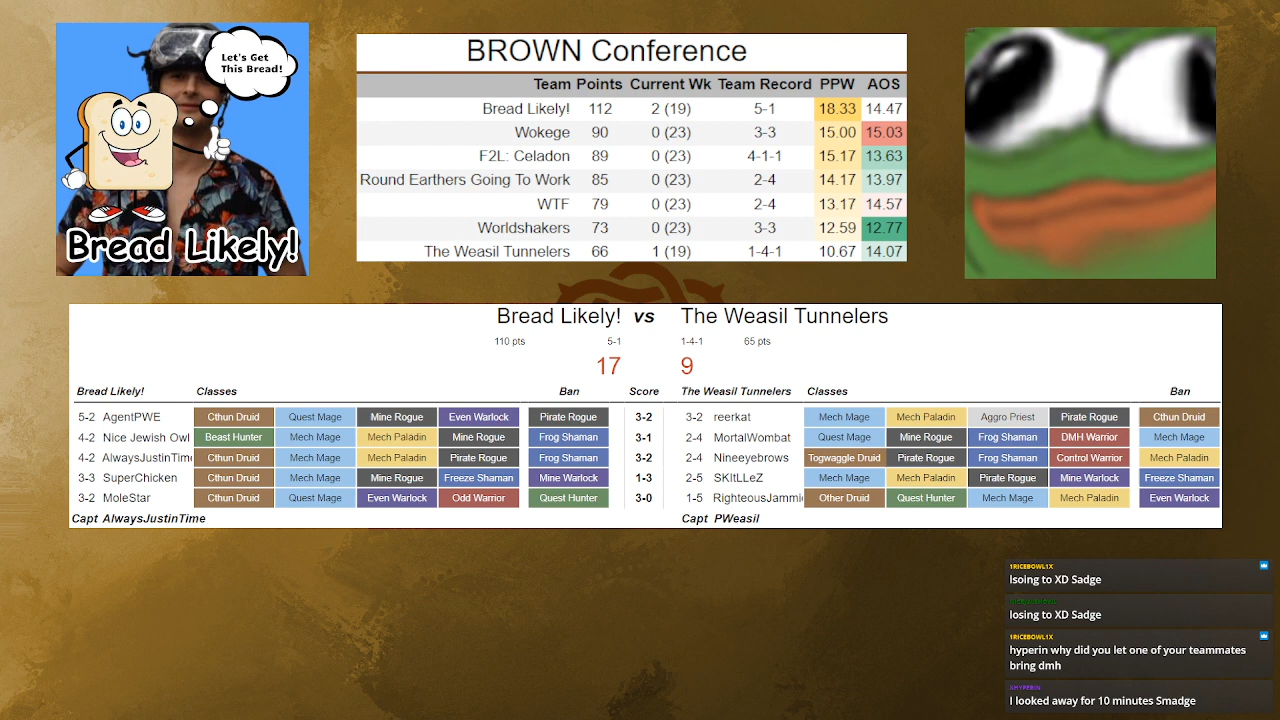 Let's Get
This Bread!
Bread Likely!
BROWN Conference
Team Points Current Wk Team Record PPW AOS
Bread Likely! 112 2 (19) 5-1 18.33 14.47
Wokege 90 0 (23) 3-3 15.00 15.03
F2L: Celadon 89 0 (23) 4-1-1 15.17 13.63
Round Earthers Going To Work 85 0 (23) 2-4 14.17 13.97
WTF 79 0 (23) 2-4 13.17 14.57
Worldshakers 73 0 (23) 3-3 12.59 12.77
The Weasil Tunnelers 66 1 (19) 1-4-1 10.67 14.07
Bread Likely! vs The Weasil Tunnelers
110 pts 5-1 1-4-1 65 pts
17 9
Bread Likely! Classes Ban Score The Weasil Tunnelers Classes Ban
5-2 AgentPWE Cthun Druid Quest Mage Mine Rogue Even Warlock Pirate Rogue 3-2 3-2 reerkat Mech Mage Mech Paladin Aggro Priest Pirate Rogue Cthun Druid
4-2 Nice Jewish Owl Beast Hunter Mech Mage Mech Paladin Mine Rogue Frog Shaman 3-1 2-4 MortalWombat Quest Mage Mine Rogue Frog Shaman DMH Warrior Mech Mage
4-2 AlwaysJustinTim Cthun Druid Mech Mage Mech Paladin Pirate Rogue Frog Shaman 3-2 2-4 Nineeyebrows Togwaggle Druid Pirate Rogue Frog Shaman Control Warrior Mech Paladin
3-3 SuperChicken Cthun Druid Mech Mage Mine Rogue Freeze Shaman Mine Warlock 1-3 2-5 SKItLLeZ Mech Mage Mech Paladin Pirate Rogue Mine Warlock Freeze Shaman
3-2 MoleStar Cthun Druid Quest Mage Even Warlock Odd Warrior Quest Hunter 3-0 1-5 RighteousJammi Other Druid Quest Hunter Mech Mage Mech Paladin Even Warlock
Capt AlwaysJustinTime Capt PWeasil
1RICEBOWL1X
lsoing to XD Sadge
losing to XD Sadge
1RICEBOWL1X
hyperin why did you let one of your teammates
bring dmh
XHYPERIN
I looked away for 10 minutes Smadge